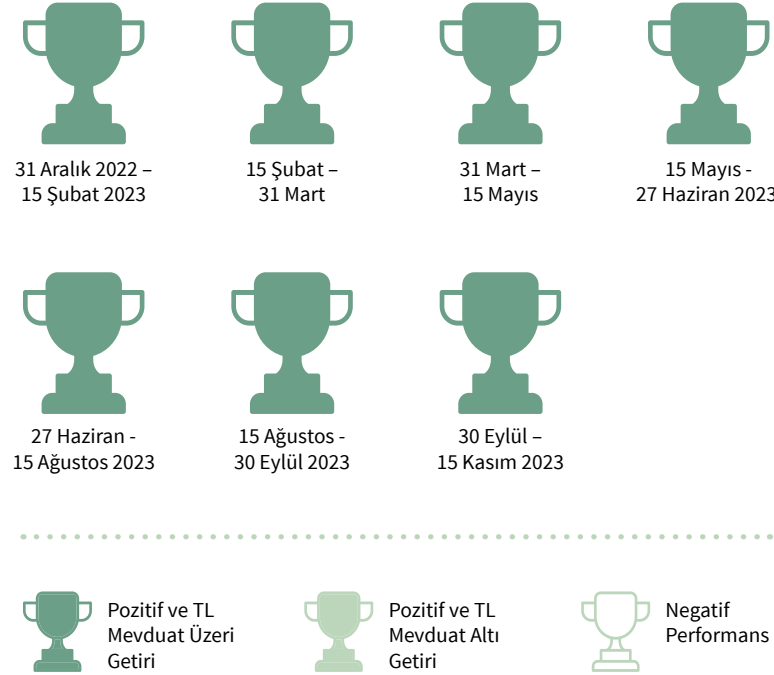 31 Aralık 2022 –
15 Şubat 2023
15 Şubat –
31 Mart
31 Mart –
15 Mayıs
15 Mayıs -
27 Haziran 2023
27 Haziran -
15 Ağustos 2023
15 Ağustos -
30 Eylül 2023
30 Eylül –
15 Kasım 2023
Pozitif ve TL
Mevduat Üzeri
Getiri
Pozitif ve TL
Mevduat Altı
Getiri
Negatif
Performans